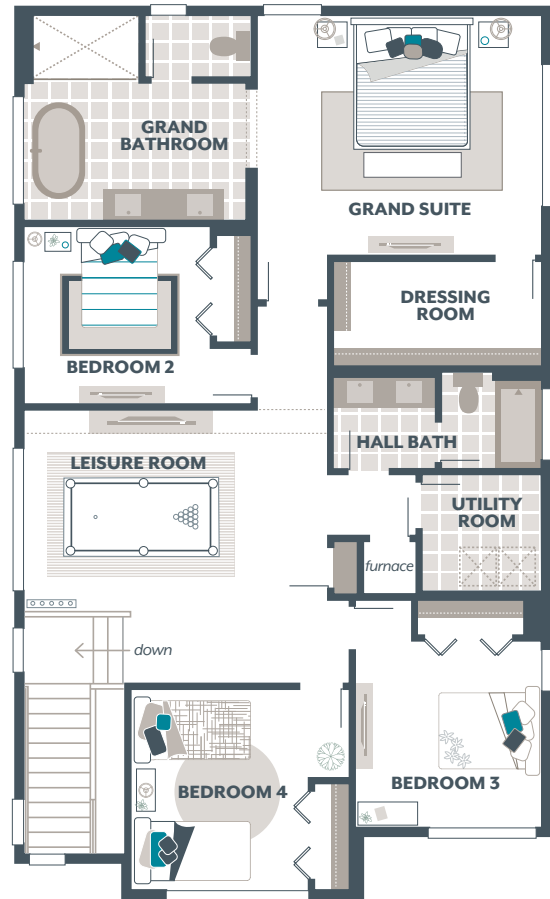 GRAND
BATHROOM
GRAND SUITE
DRESSING
ROOM
BEDROOM 2
HALL BATH
LEISURE ROOM
UTILITY
ROOM
furnace
down
BEDROOM 3
BEDROOM 4